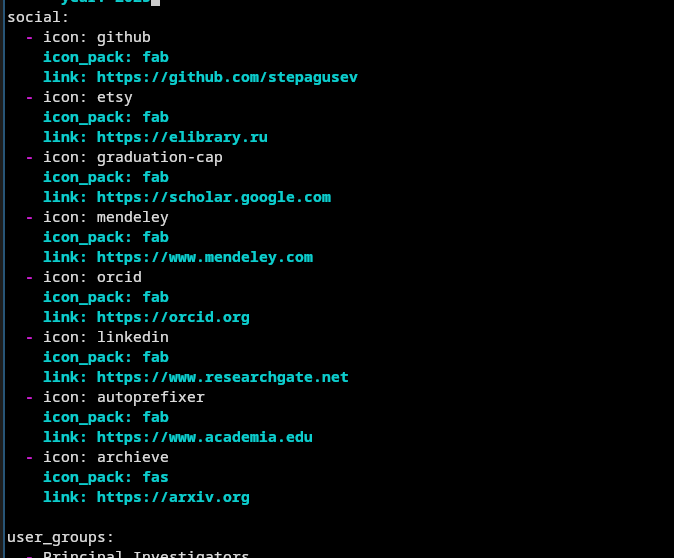 year: 2023
social:
  - icon: github
    icon_pack: fab
    link: https://github.com/stepagusev
  - icon: etsy
    icon_pack: fab
    link: https://elibrary.ru
  - icon: graduation-cap
    icon_pack: fab
    link: https://scholar.google.com
  - icon: mendeley
    icon_pack: fab
    link: https://www.mendeley.com
  - icon: orcid
    icon_pack: fab
    link: https://orcid.org
  - icon: linkedin
    icon_pack: fab
    link: https://www.researchgate.net
  - icon: autoprefixer
    icon_pack: fab
    link: https://www.academia.edu
  - icon: archieve
    icon_pack: fas
    link: https://arxiv.org
user_groups:
  - Principal Investigators